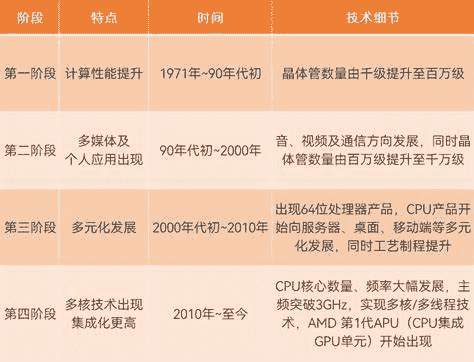 阶段 特点 时间 技术细节
第一阶段 计算性能提升 1971年~90年代初 晶体管数量由千级提升至百万级
第二阶段 多媒体及
个人应用出现 90年代初~2000年 音、视频及通信方向发展，同时晶
体管数量由百万级提升至千万级
第三阶段 多元化发展 2000年代初~2010年 出现64位处理器产品，CPU产品开
始向服务器、桌面、移动端等多元
化发展，同时工艺制程提升
第四阶段 多核技术出现
集成化更高 2010年~至今 CPU核心数量、频率大幅发展，主
频突破3GHz，实现多核/多线程技
术，AMD 第1代APU（CPU集成
GPU单元）开始出现